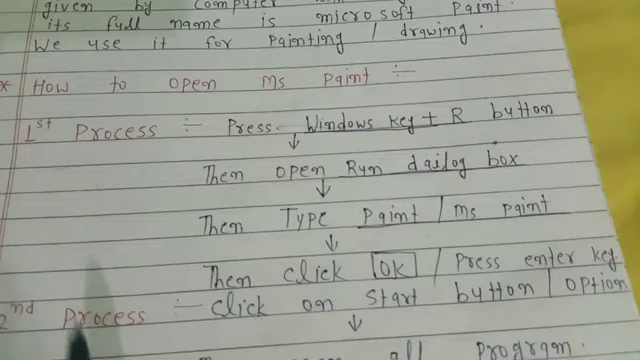 given by computer
its full name is microsoft paint.
We use it for painting / drawing.
* How to open ms paint :-
1st Process :- Press Windows key + R button
↓
Then open Run dailog box
↓
Then Type paint / ms paint
↓
Then click OK / Press enter key
2nd Process :- click on start button / option
↓
all program.